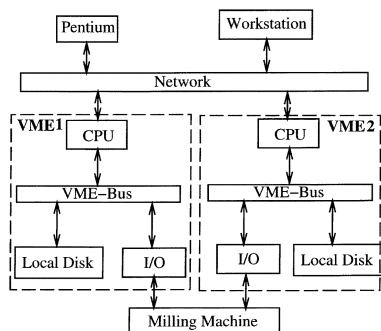 Pentium
Workstation
Network
VME1
CPU
VME2
CPU
VME-Bus
VME-Bus
Local Disk
I/O
I/O
Local Disk
Milling Machine